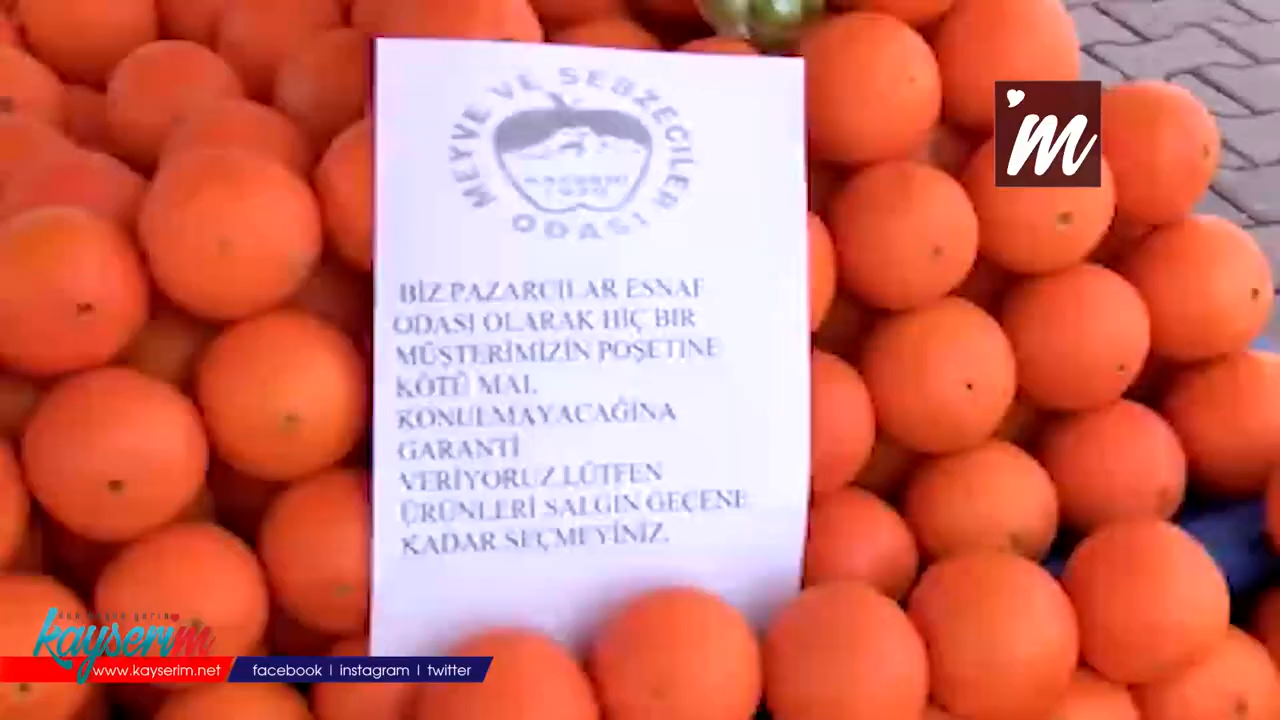 MEYVE VE SEBZECİLER
ODASI
'm
BİZ PAZARCILAR ESNAF
ODASI OLARAK HİÇ BİR
MÜŞTERİMİZİN POŞETİNE
KÖTÜ MAL
KONULMAYACAĞINA
GARANTİ
VERİYORUZ.LÜTFEN
ÜRÜNLERİ SALGIN GEÇENE
KADAR SEÇMEYİNİZ.
kayserim
www.kayserim.net
facebook | instagram | twitter